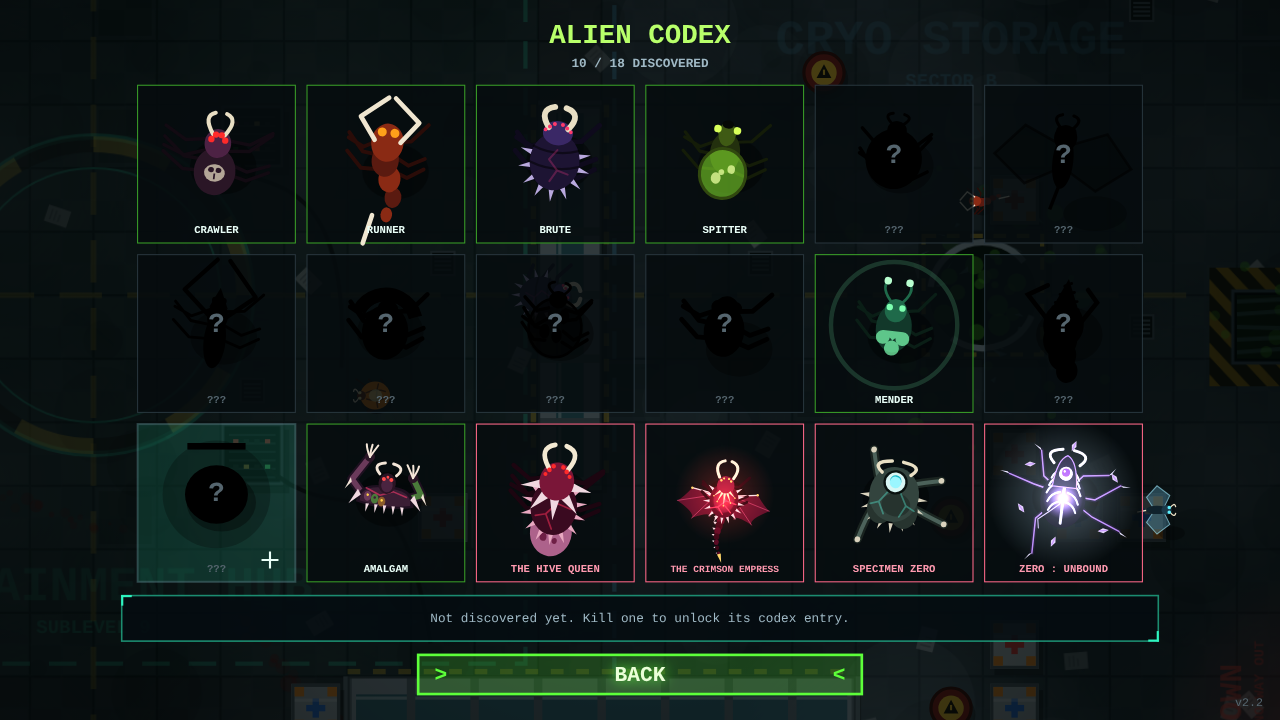 ALIEN CODEX
10 / 18 DISCOVERED
CRYO STORAGE
SECTOR 8
CRAWLER
RUNNER
BRUTE
SPITTER
?
???
?
???
?
???
?
???
?
???
?
???
MENDER
?
???
?
???
AMALGAM
THE HIVE QUEEN
THE CRIMSON EMPRESS
SPECIMEN ZERO
ZERO : UNBOUND
Not discovered yet. Kill one to unlock its codex entry.
> BACK <
v2.2